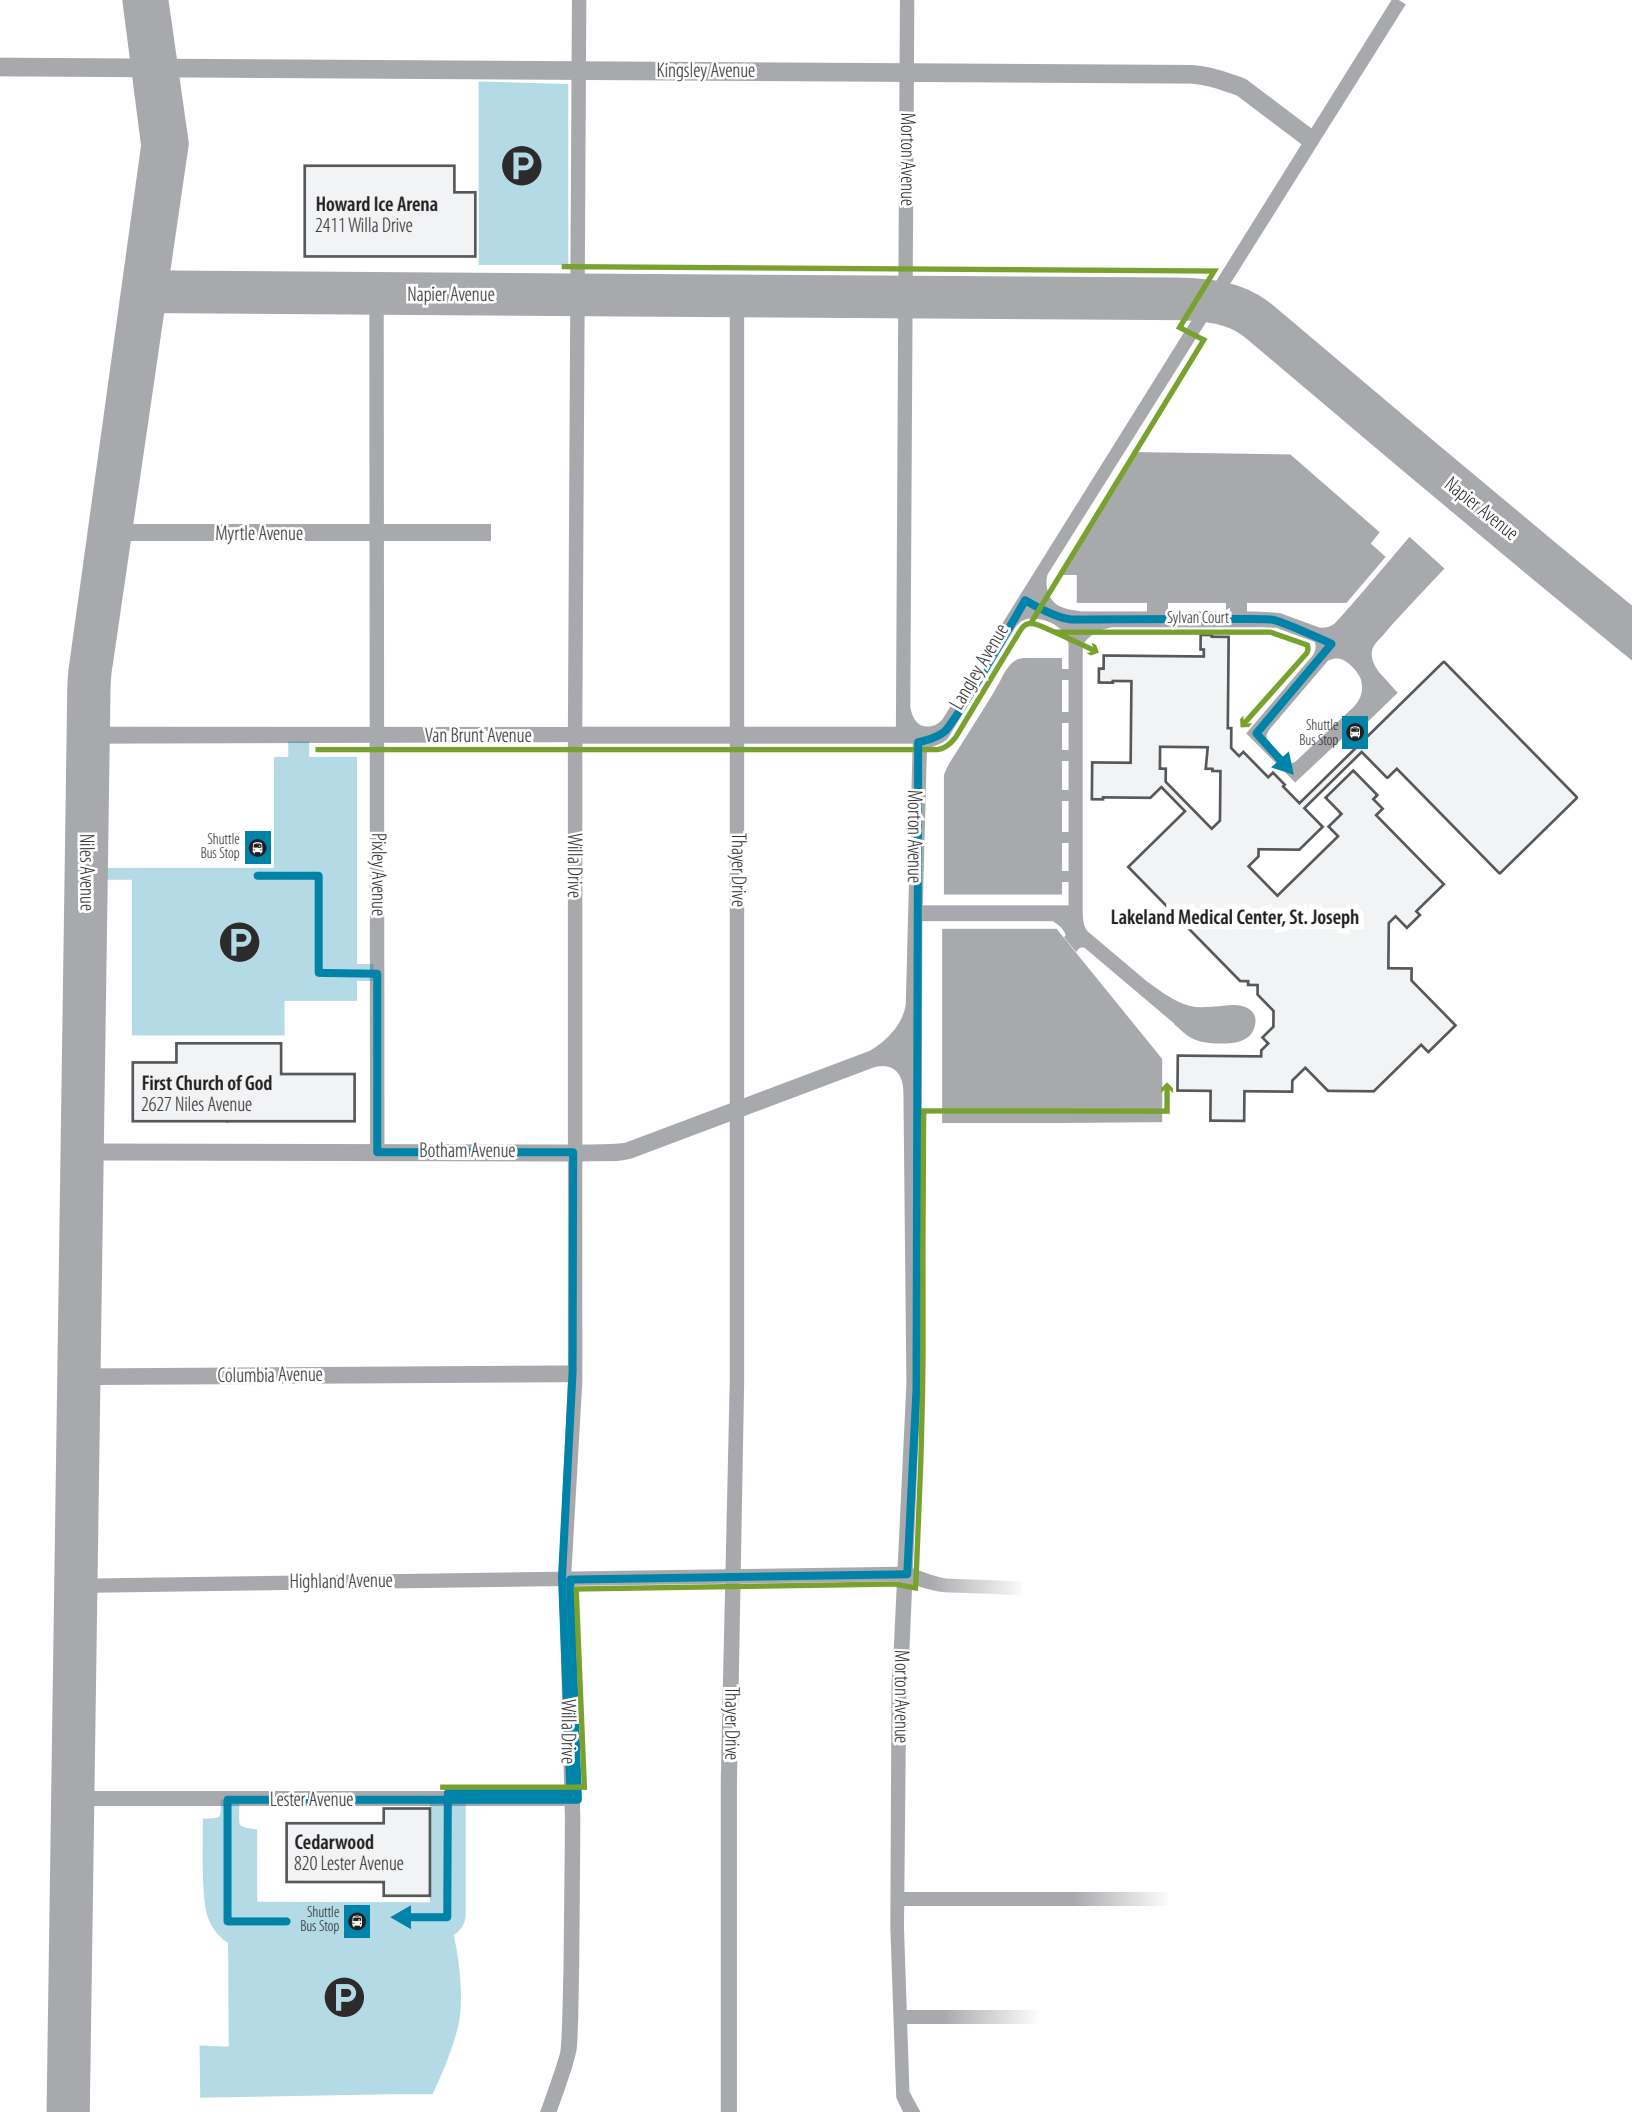 Kingsley Avenue
Morton Avenue
P
Howard Ice Arena
2411 Willa Drive
Napier Avenue
Napier Avenue
Myrtle Avenue
Sylvan Court
Langley Avenue
Van Brunt Avenue
Shuttle
Bus Stop
Niles Avenue
Shuttle
Bus Stop
Pixley Avenue
Willa Drive
Thayer Drive
Morton Avenue
P
Lakeland Medical Center, St. Joseph
First Church of God
2627 Niles Avenue
Botham Avenue
Columbia Avenue
Highland Avenue
Willa Drive
Thayer Drive
Morton Avenue
Lester Avenue
Cedarwood
820 Lester Avenue
Shuttle
Bus Stop
P